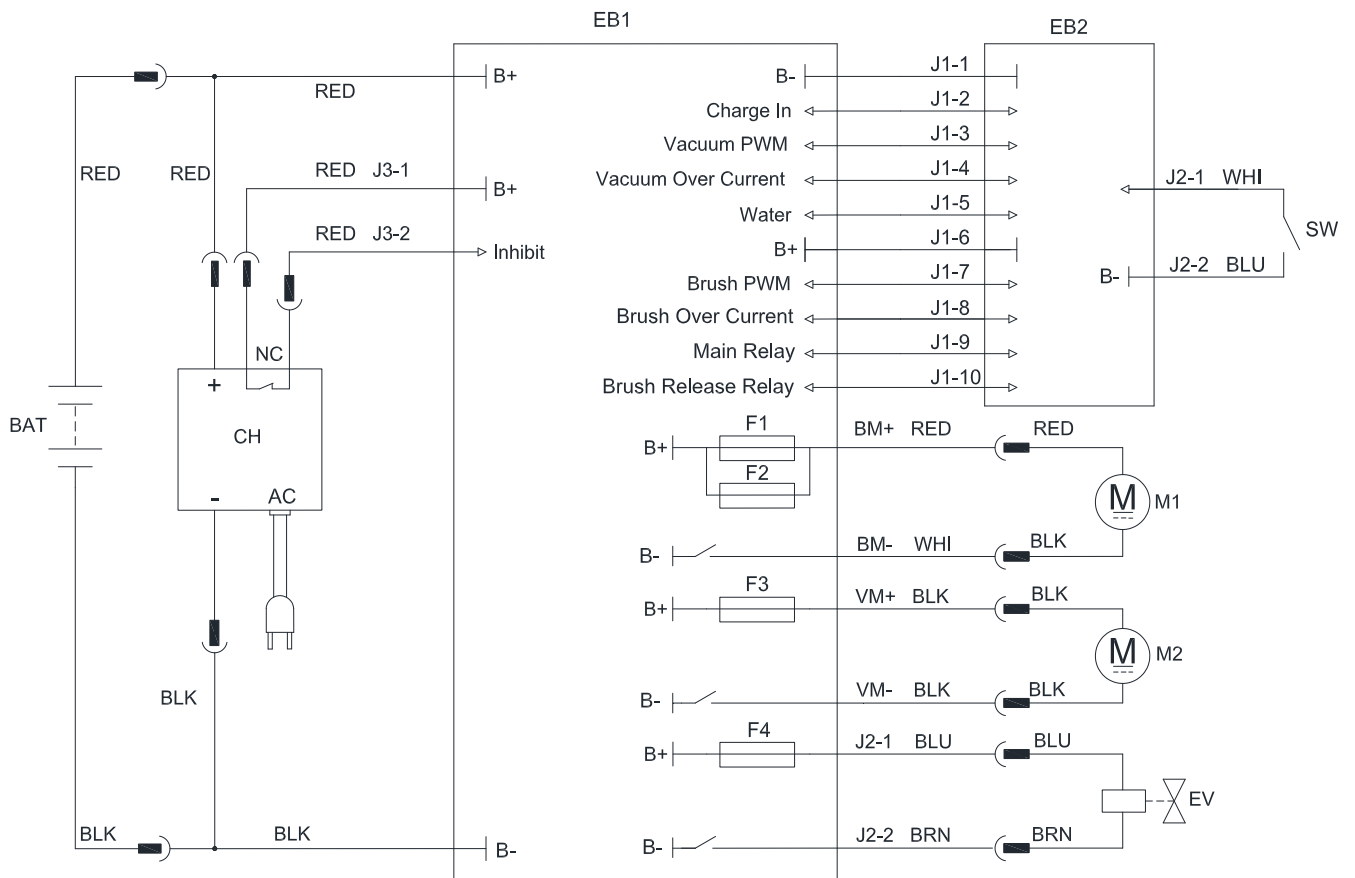 EB1
EB2
B+
RED
B- J1-1
Charge In J1-2
Vacuum PWM J1-3
RED RED
RED J3-1 B+
Vacuum Over Current J1-4
J2-1 WHI
Water J1-5
SW
RED J3-2 Inhibit
B+ J1-6
B- J2-2 BLU
Brush PWM J1-7
Brush Over Current J1-8
NC
Main Relay J1-9
+
Brush Release Relay J1-10
BAT
CH
F1
B+ BM+ RED RED
F2
- AC
M M1
B- BM- WHI BLK
F3
B+ VM+ BLK BLK
M M2
BLK
B- VM- BLK BLK
F4
B+ J2-1 BLU BLU
EV
BLK BLK B-
B- J2-2 BRN BRN